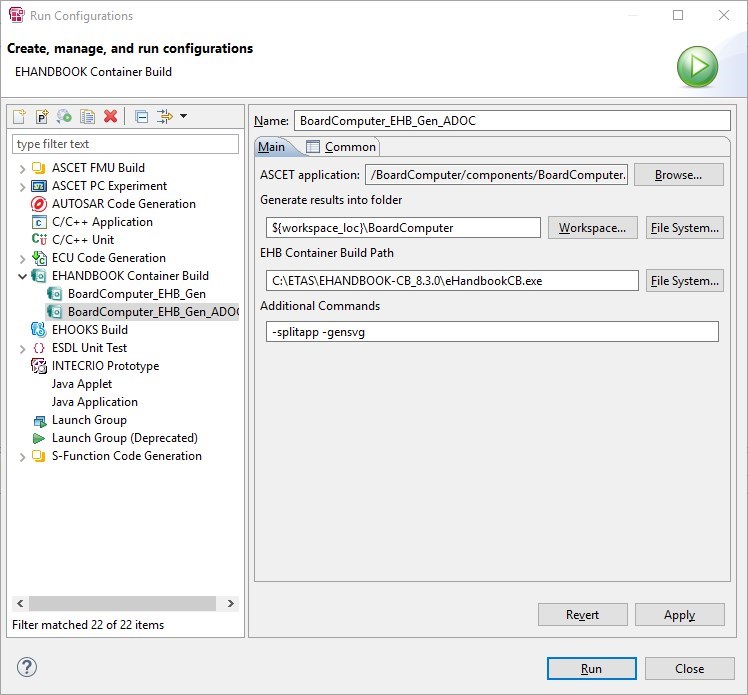 Run Configurations
Create, manage, and run configurations
EHANDBOOK Container Build
type filter text
ASCET FMU Build
ASCET PC Experiment
AUTOSAR Code Generation
C/C++ Application
C/C++ Unit
ECU Code Generation
EHANDBOOK Container Build
BoardComputer_EHB_Gen
BoardComputer_EHB_Gen_ADOC
EHOOKS Build
ESDL Unit Test
INTECRIO Prototype
Java Applet
Java Application
Launch Group
Launch Group (Deprecated)
S-Function Code Generation
Filter matched 22 of 22 items
Name: BoardComputer_EHB_Gen_ADOC
Main Common
ASCET application: /BoardComputer/components/BoardComputer. Browse...
Generate results into folder
${workspace_loc}\BoardComputer Workspace... File System...
EHB Container Build Path
C:\ETAS\EHANDBOOK-CB_8.3.0\eHandbookCB.exe File System...
Additional Commands
-splitapp -gensvg
Revert Apply
? Run Close